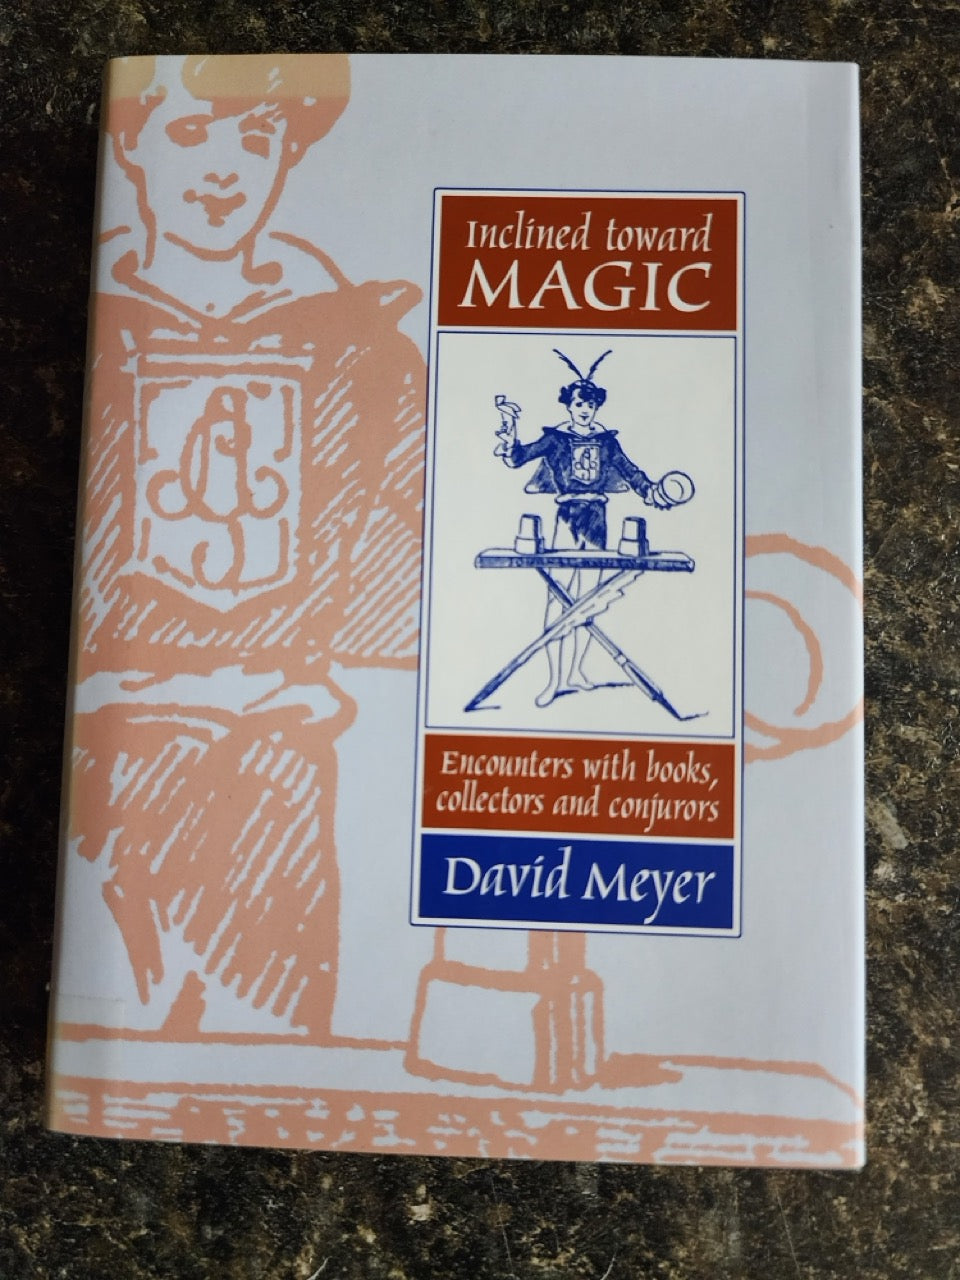 Inclined toward
MAGIC
Encounters with books,
collectors and conjurors
David Meyer